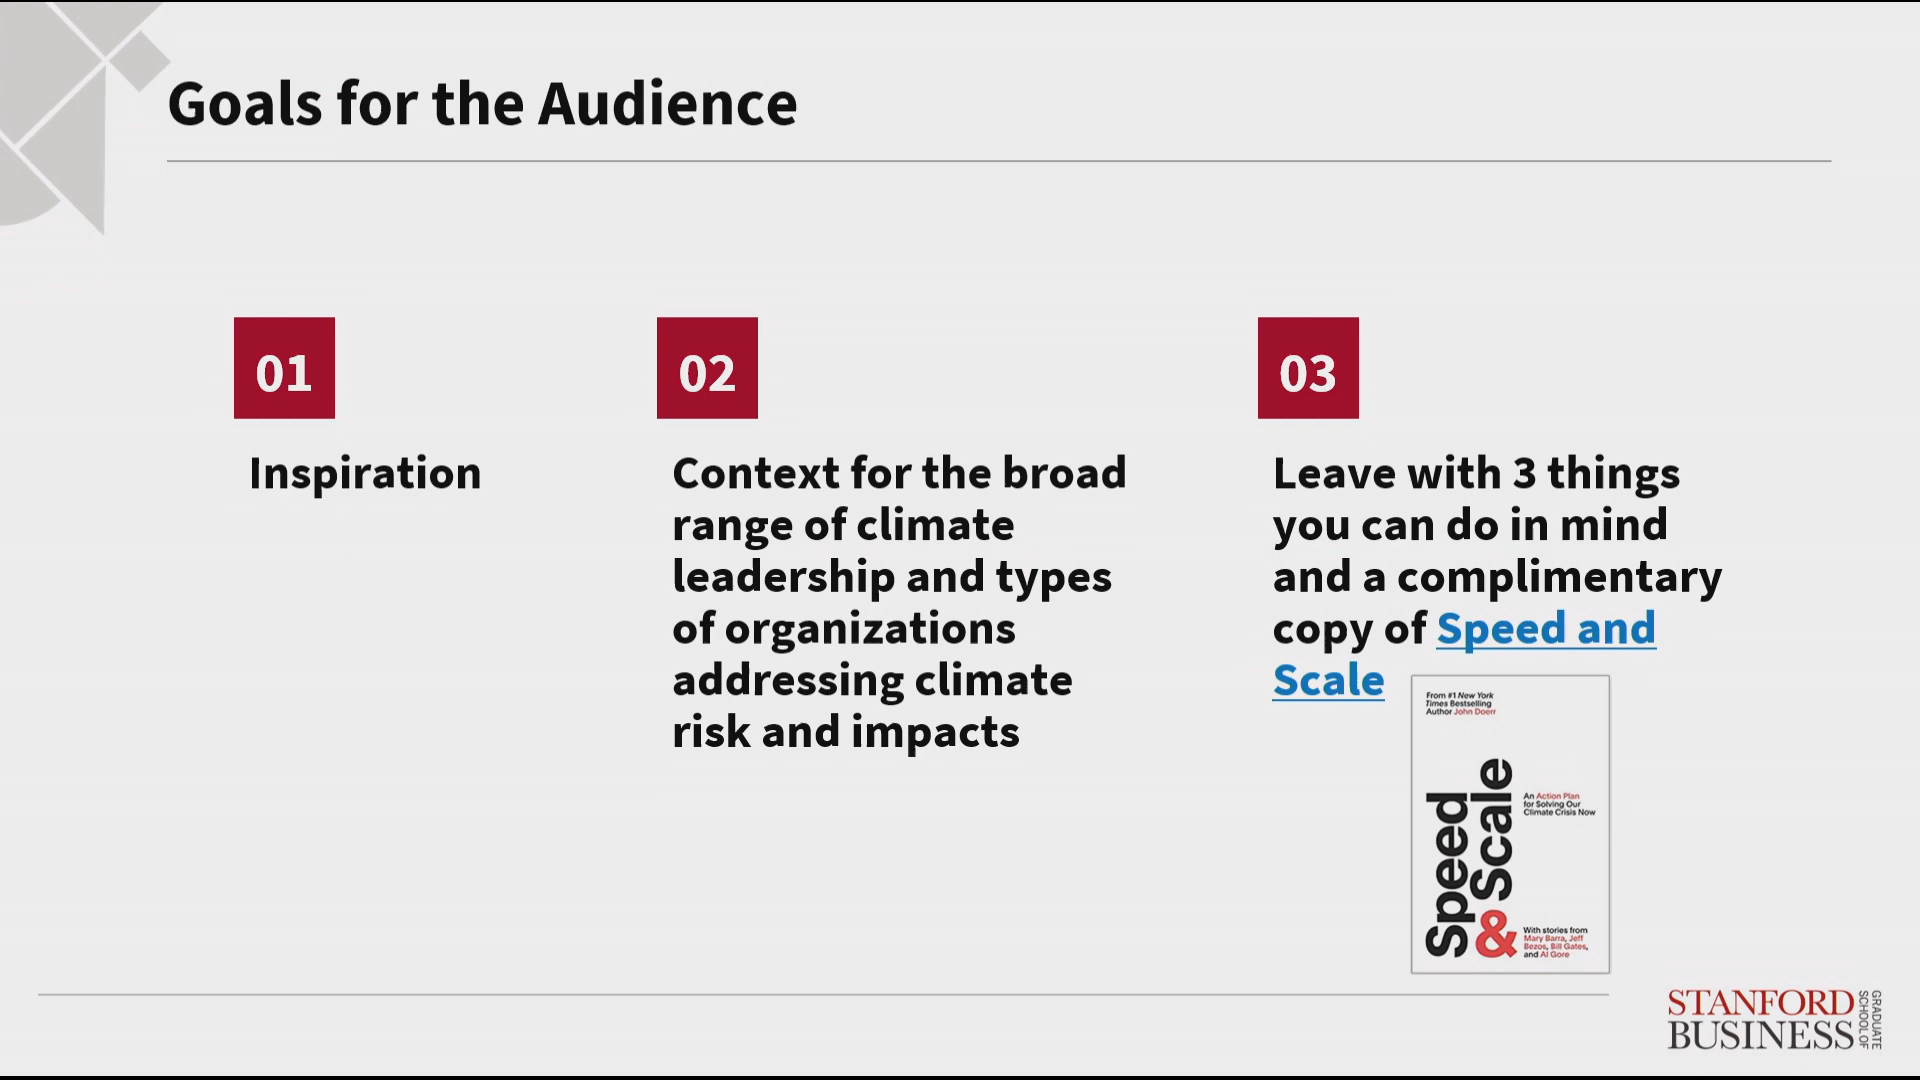 Goals for the Audience
01
Inspiration
02
Context for the broad
range of climate
leadership and types
of organizations
addressing climate
risk and impacts
03
Leave with 3 things
you can do in mind
and a complimentary
copy of Speed and
Scale
From #1 New York
Times Bestselling
Author John Doerr
Speed
& Scale
An Action Plan
for Solving Our
Climate Crisis Now
With stories from
Mary Barra, Jeff
Bezos, Bill Gates,
and Al Gore
STANFORD
BUSINESS
GRADUATE
SCHOOL OF